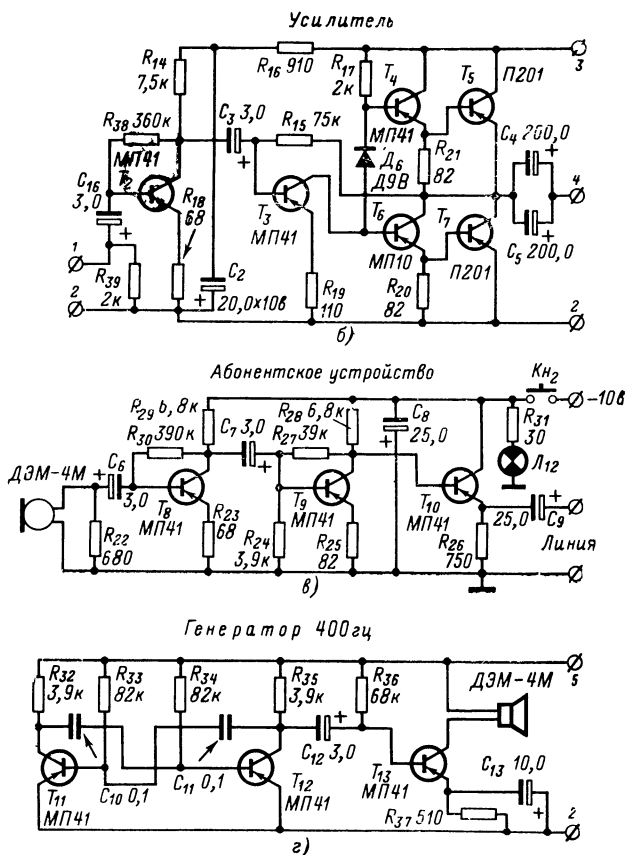 Усилитель
R14
7,5к
R16 910
R17
2к
T4
МП41
T5
П201
3
R38 360к
МП41
T2
C16
3,0
R18
68
C3 3,0
R15 75к
Д6
Д9В
R21
82
C4 200,0
4
T3
МП41
T6
МП10
T7
П201
C5 200,0
1
R39
2к
C2
20,0х10в
R19
110
R20
82
2
2
б)
Абонентское устройство
Кн2
-10в
R29 6,8к
R30 390к
C7 3,0
R28 6,8к
R27 39к
C8
25,0
R31
30
Л12
ДЭМ-4М
C6
3,0
T8
МП41
T9
МП41
T10
МП41
25,0
C9
R22
680
R23
68
R24
3,9к
R25
82
R26
750
Линия
в)
Генератор 400гц
R32
3,9к
R33
82к
R34
82к
R35
3,9к
R36
68к
ДЭМ-4М
5
C12 3,0
T11
МП41
C10 0,1
C11 0,1
T12
МП41
T13
МП41
C13 10,0
R37 510
2
г)